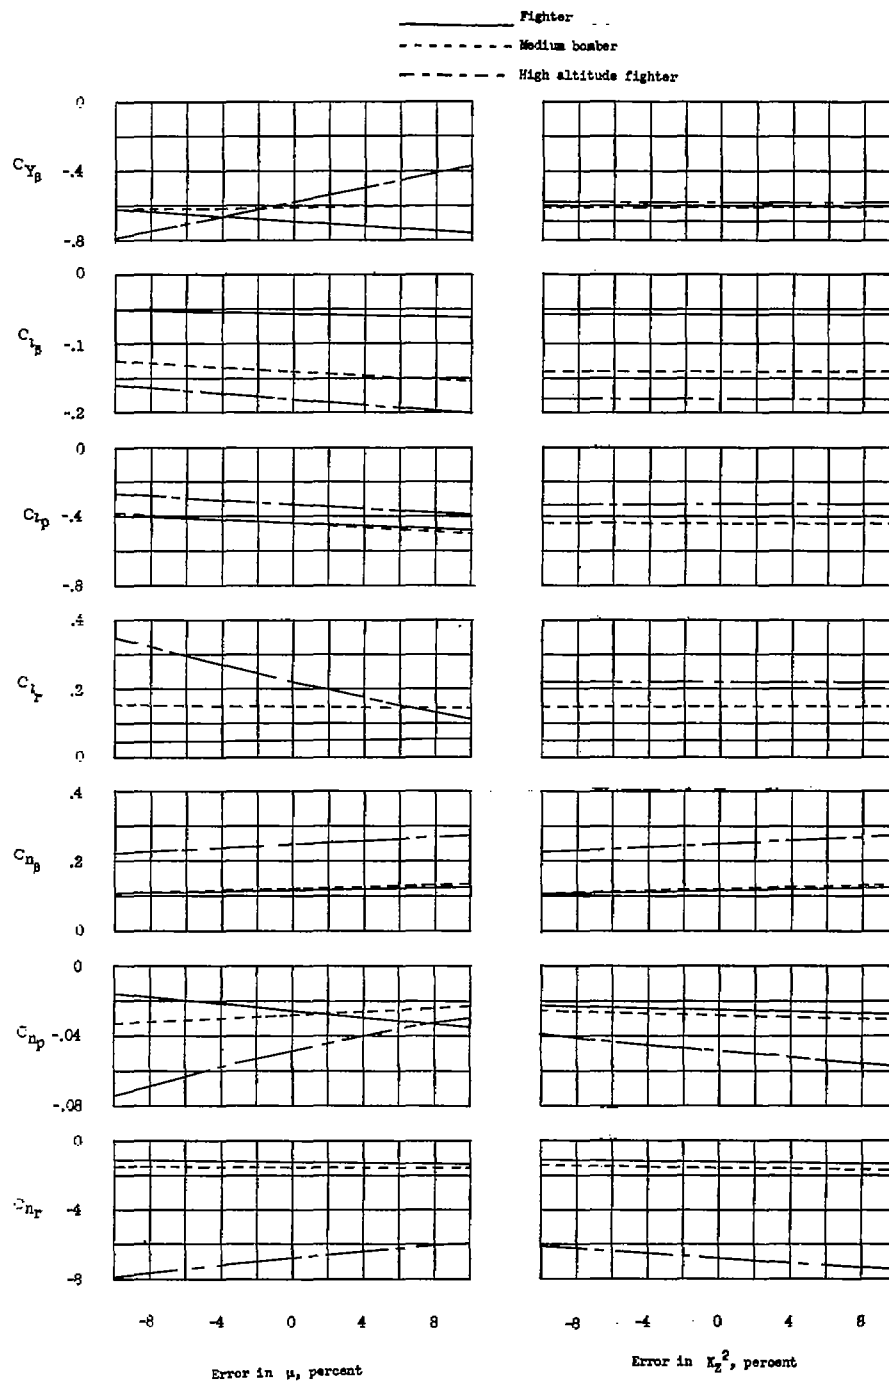 Fighter
Medium bomber
High altitude fighter
0
C_Yβ -.4
-.8
0
C_lβ -.1
-.2
0
C_lp -.4
-.8
.4
C_lr .2
0
.4
C_nβ .2
0
0
C_np -.04
-.08
0
C_nr -4
-8
-8 -4 0 4 8
-8 -4 0 4 8
Error in μ, percent
Error in K_Z², percent